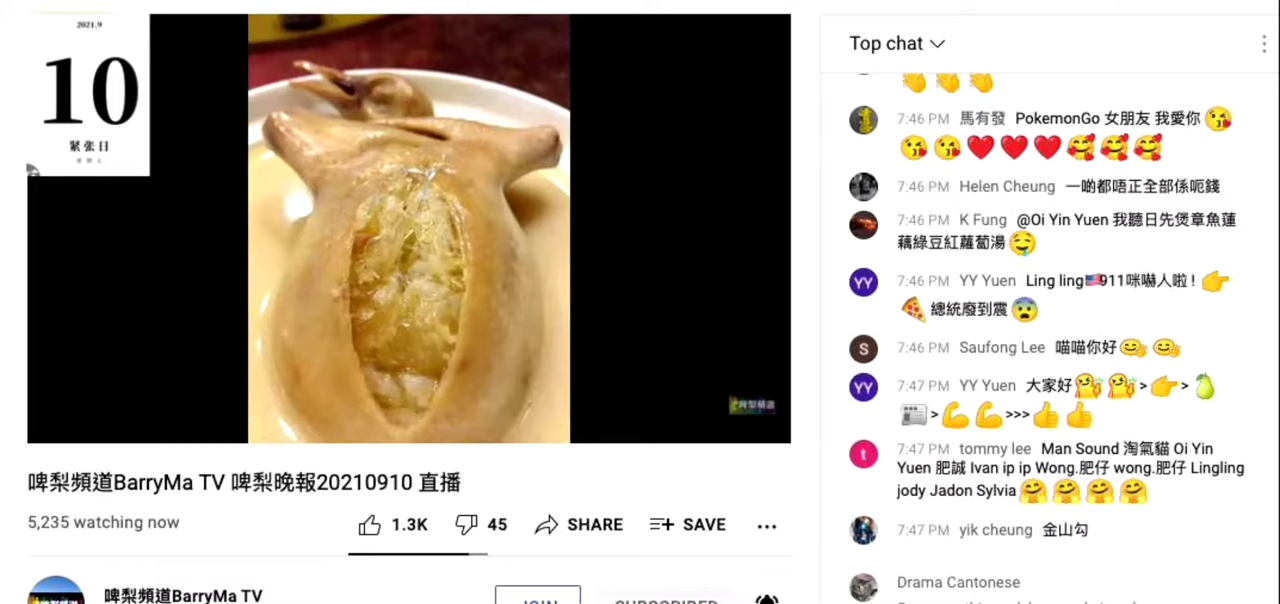 2021.9
10
緊张日
啤梨頻道
啤梨頻道BarryMa TV 啤梨晚報20210910 直播
5,235 watching now
1.3K
45
SHARE
SAVE
啤梨頻道BarryMa TV
JOIN
SUBSCRIBED
Top chat
7:46 PM 馬有發 PokemonGo 女朋友 我愛你
7:46 PM Helen Cheung 一啲都唔正全部係呃錢
7:46 PM K Fung @Oi Yin Yuen 我聽日先煲章魚蓮
藕綠豆紅蘿蔔湯
7:46 PM YY Yuen Ling ling🇺🇸911咪嚇人啦!
總統廢到震
7:46 PM Saufong Lee 喵喵你好
7:47 PM YY Yuen 大家好 > >
> >>>
7:47 PM tommy lee Man Sound 淘氣貓 Oi Yin
Yuen 肥誠 Ivan ip ip Wong.肥仔 wong.肥仔 Lingling
jody Jadon Sylvia
7:47 PM yik cheung 金山勾
Drama Cantonese